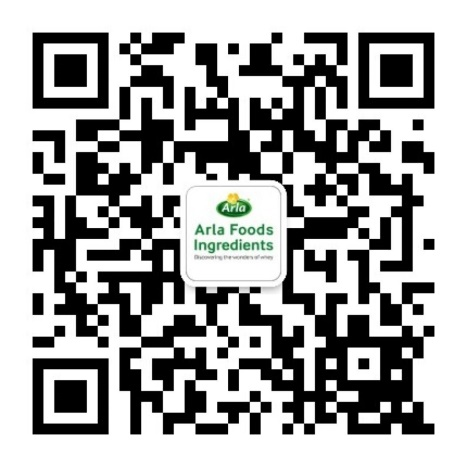 Arla
Arla Foods
Ingredients
Discovering the wonders of whey